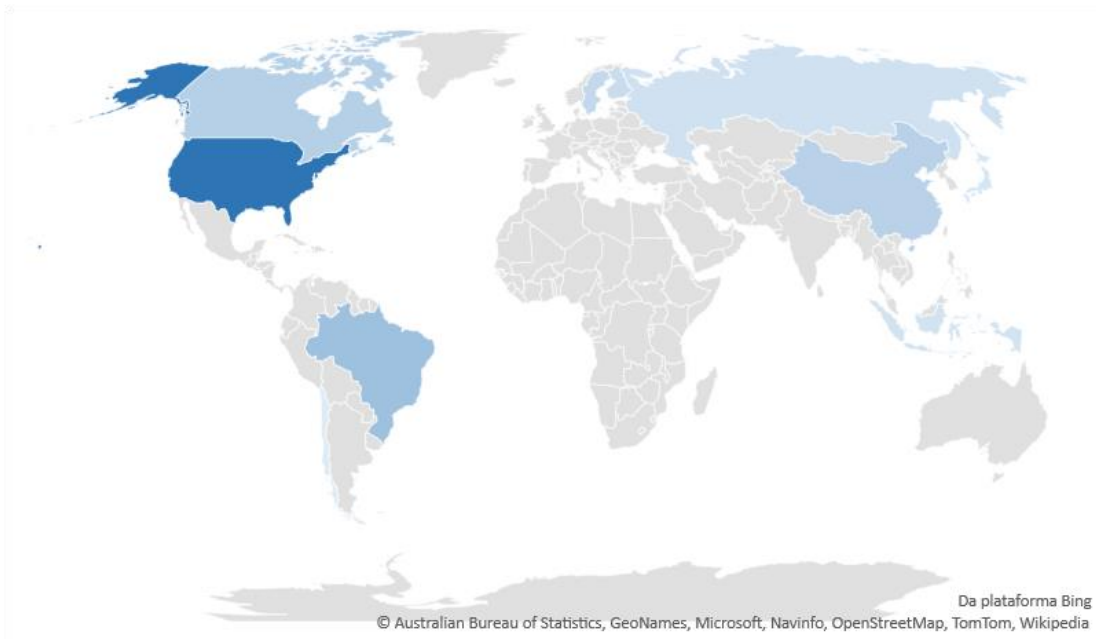 Da plataforma Bing
© Australian Bureau of Statistics, GeoNames, Microsoft, Navinfo, OpenStreetMap, TomTom, Wikipedia